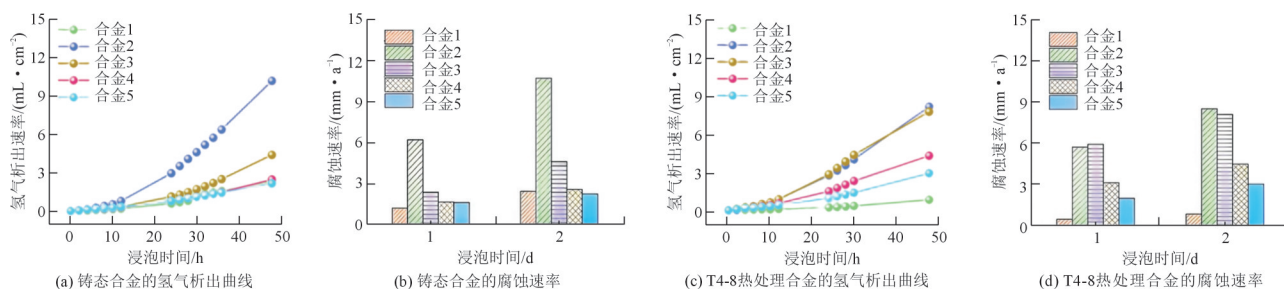 氢气析出速率/(mL·cm⁻²)
15
12
9
6
3
0
合金1
合金2
合金3
合金4
合金5
0 10 20 30 40 50
浸泡时间/h
(a) 铸态合金的氢气析出曲线
腐蚀速率/(mm·a⁻¹)
15
12
9
6
3
0
合金1
合金2
合金3
合金4
合金5
1 2
浸泡时间/d
(b) 铸态合金的腐蚀速率
氢气析出速率/(mL·cm⁻²)
15
12
9
6
3
0
合金1
合金2
合金3
合金4
合金5
0 10 20 30 40 50
浸泡时间/h
(c) T4-8热处理合金的氢气析出曲线
腐蚀速率/(mm·a⁻¹)
15
12
9
6
3
0
合金1
合金2
合金3
合金4
合金5
1 2
浸泡时间/d
(d) T4-8热处理合金的腐蚀速率